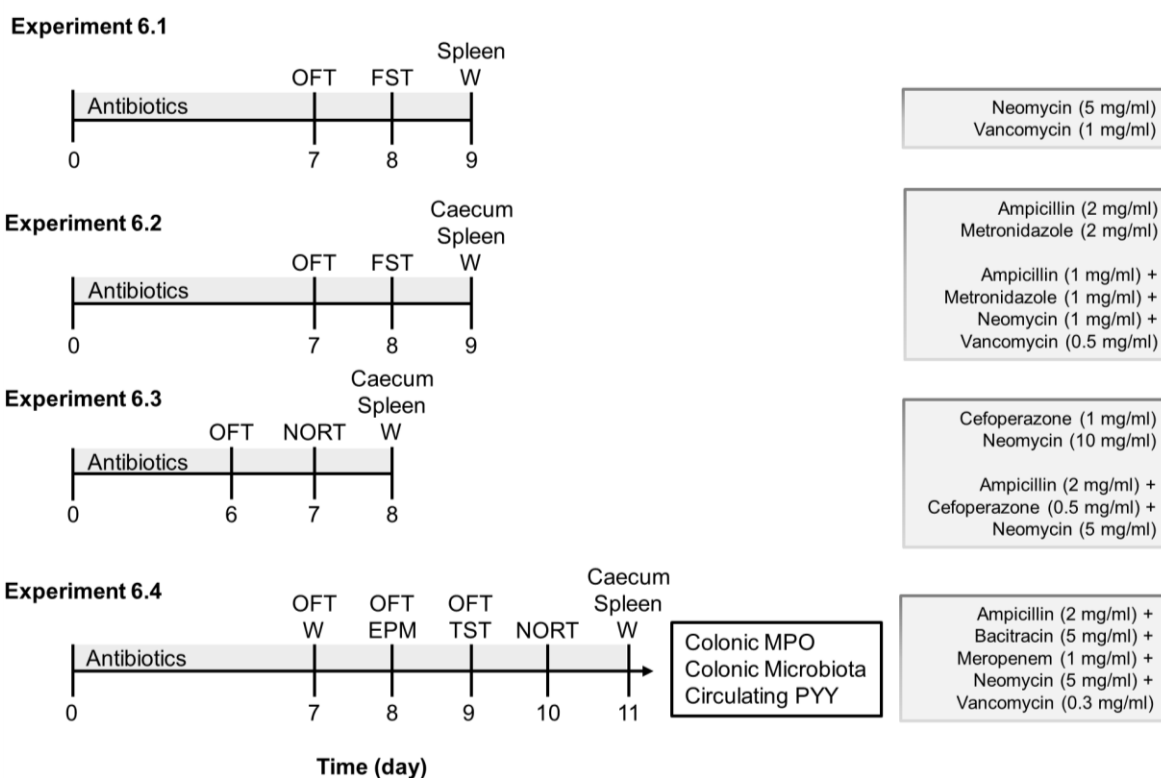 Experiment 6.1
Spleen
OFT FST W
Antibiotics
0 7 8 9
Neomycin (5 mg/ml)
Vancomycin (1 mg/ml)
Experiment 6.2
Caecum
Spleen
OFT FST W
Antibiotics
0 7 8 9
Ampicillin (2 mg/ml)
Metronidazole (2 mg/ml)
Ampicillin (1 mg/ml) +
Metronidazole (1 mg/ml) +
Neomycin (1 mg/ml) +
Vancomycin (0.5 mg/ml)
Experiment 6.3
Caecum
Spleen
OFT NORT W
Antibiotics
0 6 7 8
Cefoperazone (1 mg/ml)
Neomycin (10 mg/ml)
Ampicillin (2 mg/ml) +
Cefoperazone (0.5 mg/ml) +
Neomycin (5 mg/ml)
Experiment 6.4
Caecum
OFT OFT OFT Spleen
W EPM TST NORT W
Antibiotics
0 7 8 9 10 11
Colonic MPO
Colonic Microbiota
Circulating PYY
Ampicillin (2 mg/ml) +
Bacitracin (5 mg/ml) +
Meropenem (1 mg/ml) +
Neomycin (5 mg/ml) +
Vancomycin (0.3 mg/ml)
Time (day)